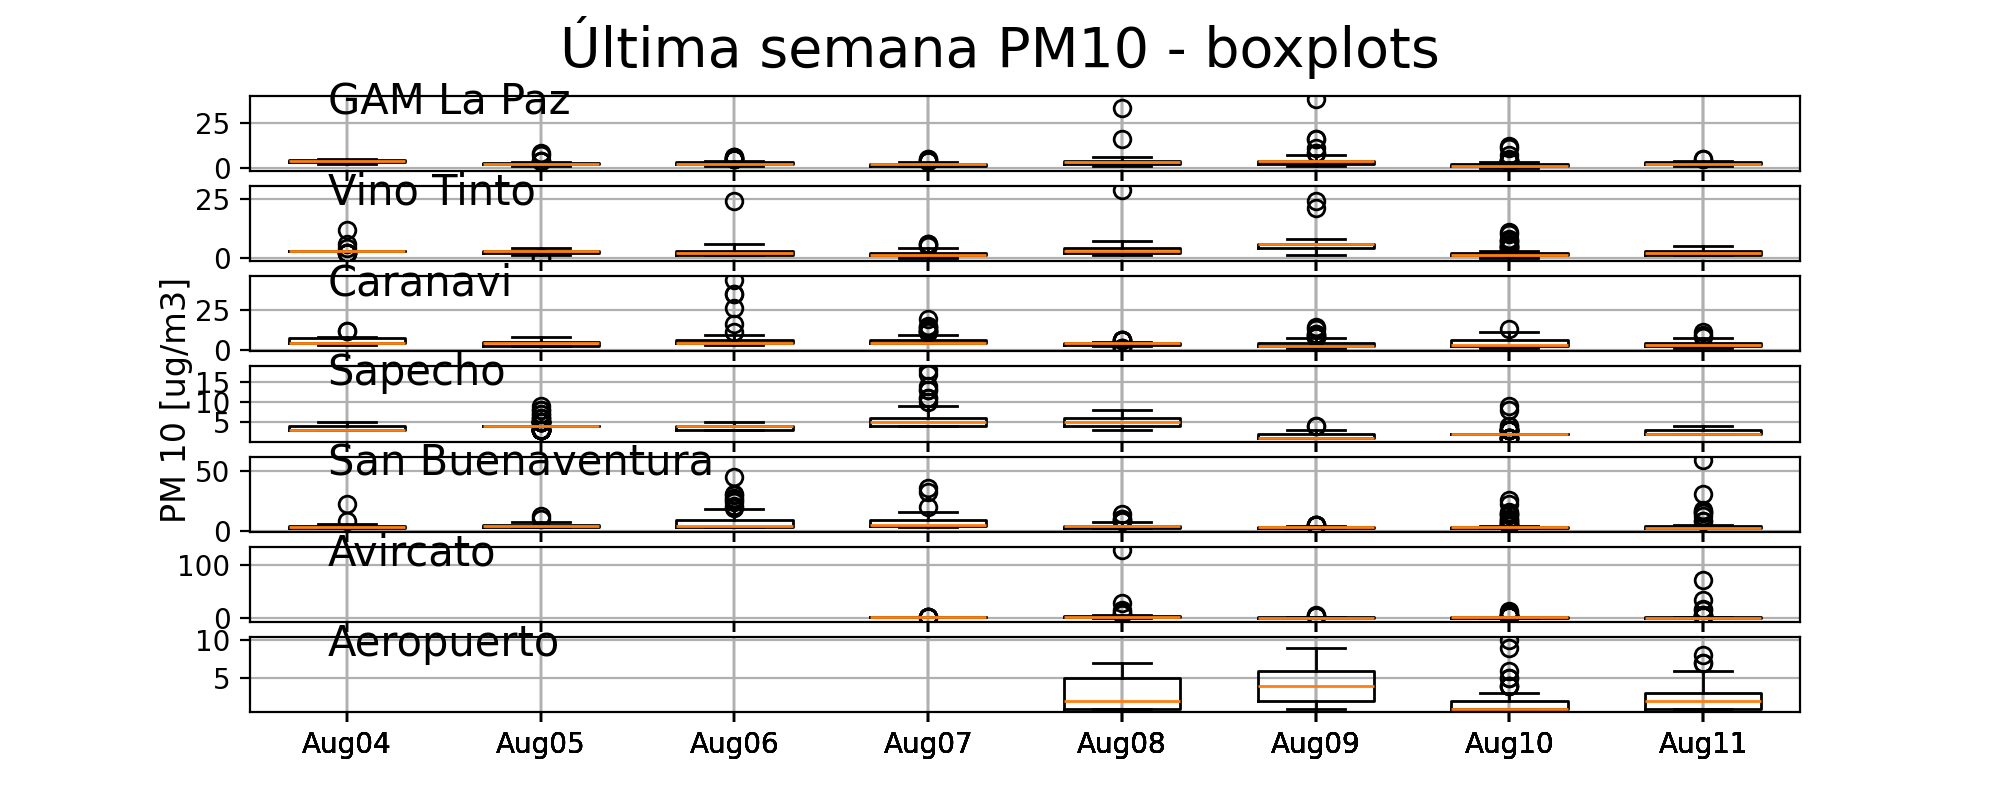 Última semana PM10 - boxplots
GAM La Paz
25
0
Vino Tinto
25
0
Caranavi
25
0
PM 10 [ug/m3]
Sapecho
15
10
5
San Buenaventura
50
0
Avircato
100
0
Aeropuerto
10
5
Aug04 Aug05 Aug06 Aug07 Aug08 Aug09 Aug10 Aug11